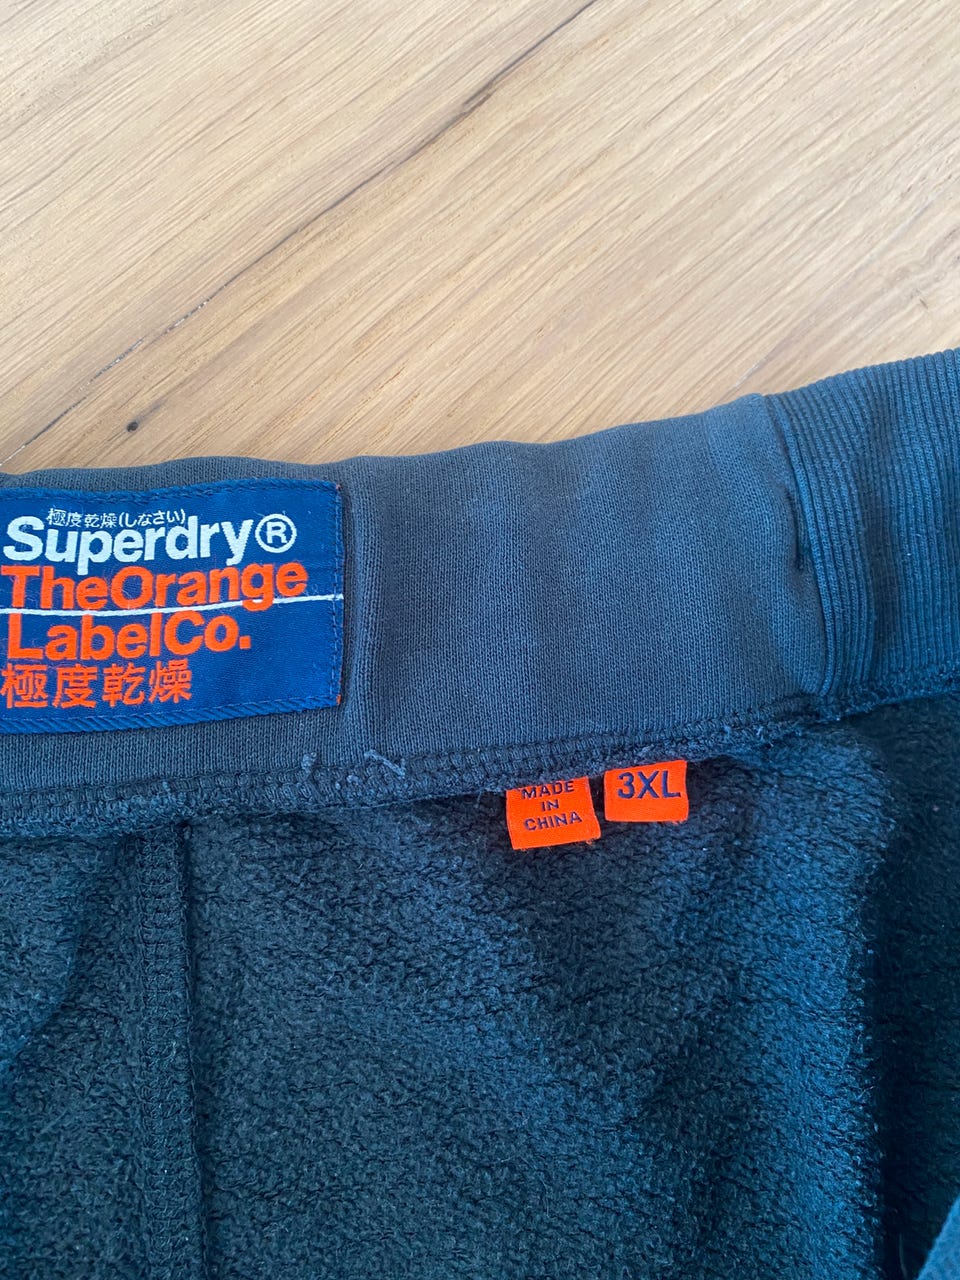 極度乾燥(しなさい)
Superdry®
TheOrange
LabelCo.
極度乾燥
MADE
IN
CHINA
3XL